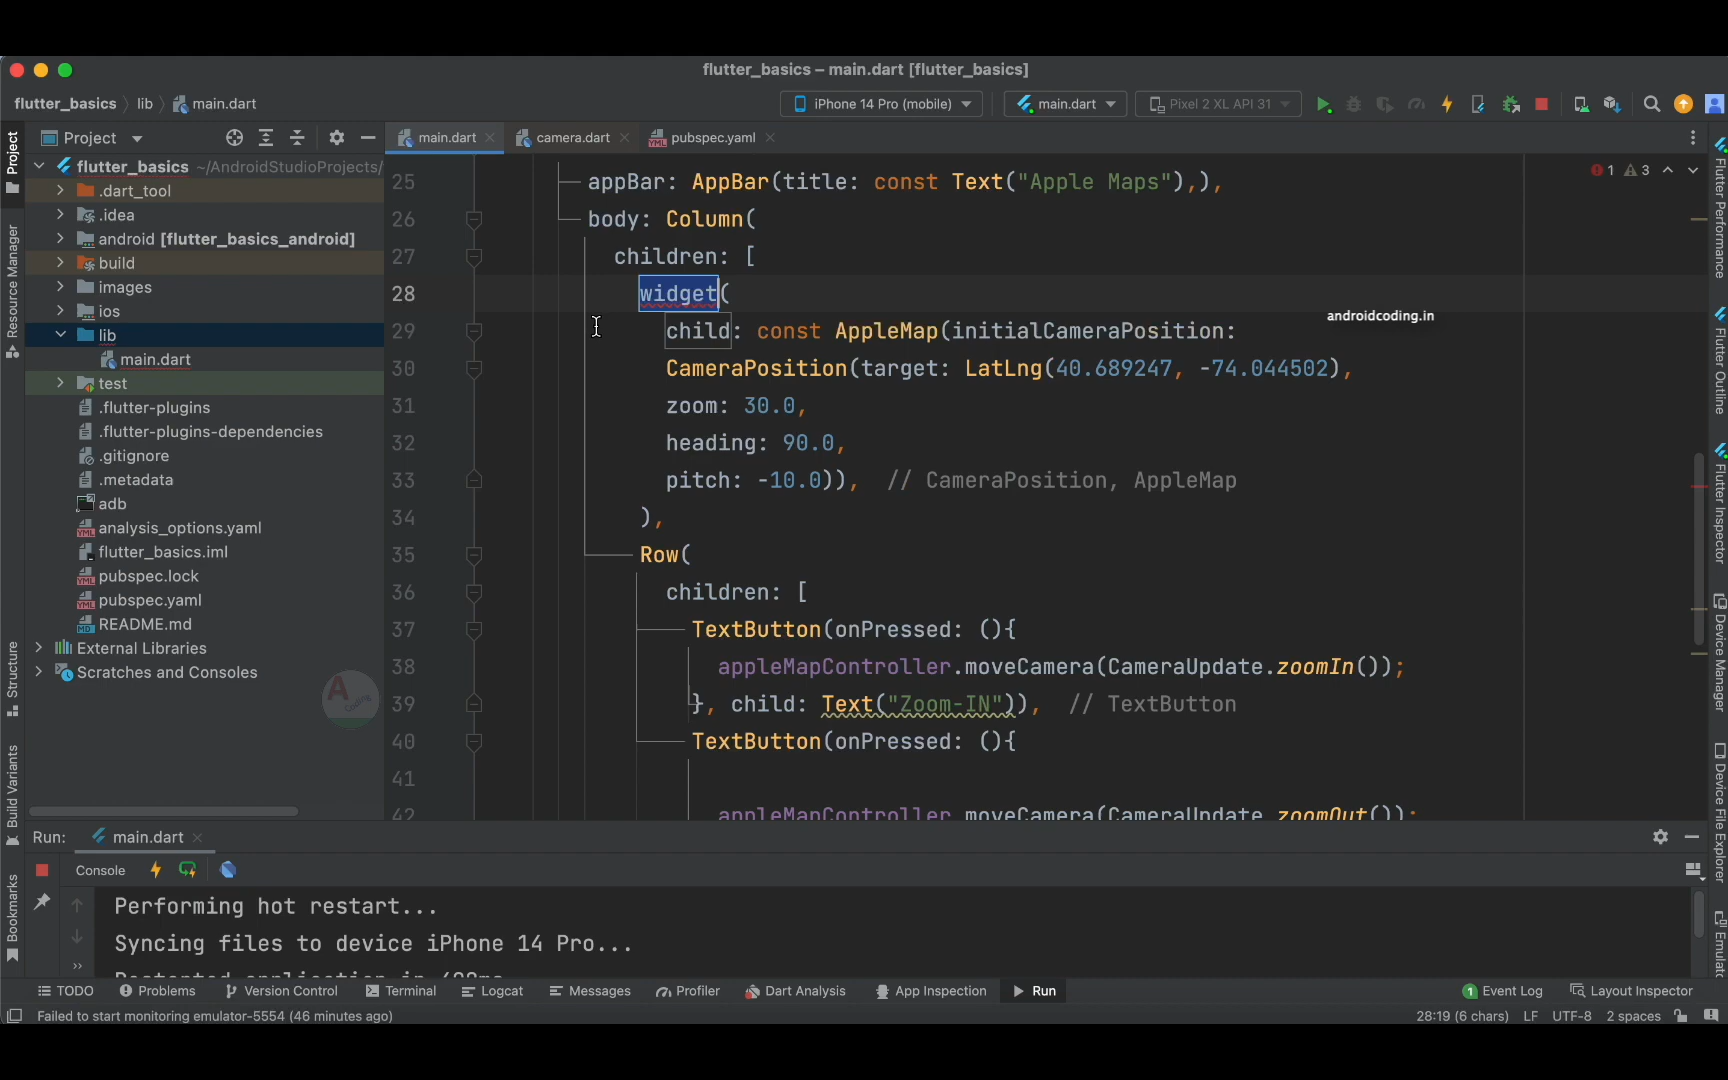 flutter_basics – main.dart [flutter_basics]
flutter_basics lib main.dart
iPhone 14 Pro (mobile) main.dart Pixel 2 XL API 31
Project
main.dart camera.dart pubspec.yaml
flutter_basics ~/AndroidStudioProjects/
.dart_tool
.idea
android [flutter_basics_android]
build
images
ios
lib
main.dart
test
.flutter-plugins
.flutter-plugins-dependencies
.gitignore
.metadata
adb
analysis_options.yaml
flutter_basics.iml
pubspec.lock
pubspec.yaml
README.md
External Libraries
Scratches and Consoles
A
Coding
Project
Resource Manager
Structure
Build Variants
Bookmarks
1 3
25 appBar: AppBar(title: const Text("Apple Maps"),),
26 body: Column(
27 children: [
28 widget(
29 child: const AppleMap(initialCameraPosition:
30 CameraPosition(target: LatLng(40.689247, -74.044502),
31 zoom: 30.0,
32 heading: 90.0,
33 pitch: -10.0)), // CameraPosition, AppleMap
34 ),
35 Row(
36 children: [
37 TextButton(onPressed: (){
38 appleMapController.moveCamera(CameraUpdate.zoomIn());
39 }, child: Text("Zoom-IN")), // TextButton
40 TextButton(onPressed: (){
41
42 appleMapController.moveCamera(CameraUpdate.zoomOut());
androidcoding.in
Flutter Performance
Flutter Outline
Flutter Inspector
Device Manager
Device File Explorer
Emulato
Run: main.dart
Console
Performing hot restart...
Syncing files to device iPhone 14 Pro...
TODO Problems Version Control Terminal Logcat Messages Profiler Dart Analysis App Inspection Run 1 Event Log Layout Inspector
Failed to start monitoring emulator-5554 (46 minutes ago) 28:19 (6 chars) LF UTF-8 2 spaces